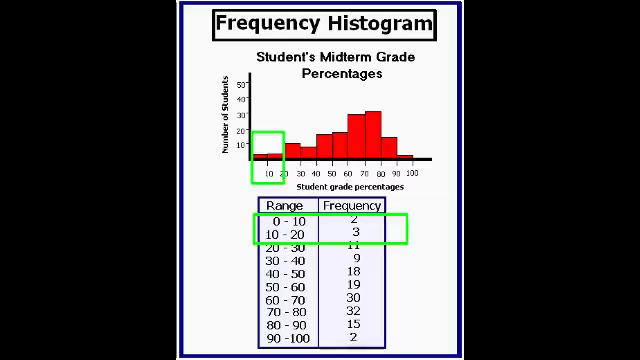 Frequency Histogram
Student's Midterm Grade
Percentages
Number of Students
50
40
30
20
10
10 20 30 40 50 60 70 80 90 100
Student grade percentages
Range Frequency
0 - 10 2
10 - 20 3
20 - 30 11
30 - 40 9
40 - 50 18
50 - 60 19
60 - 70 30
70 - 80 32
80 - 90 15
90 -100 2